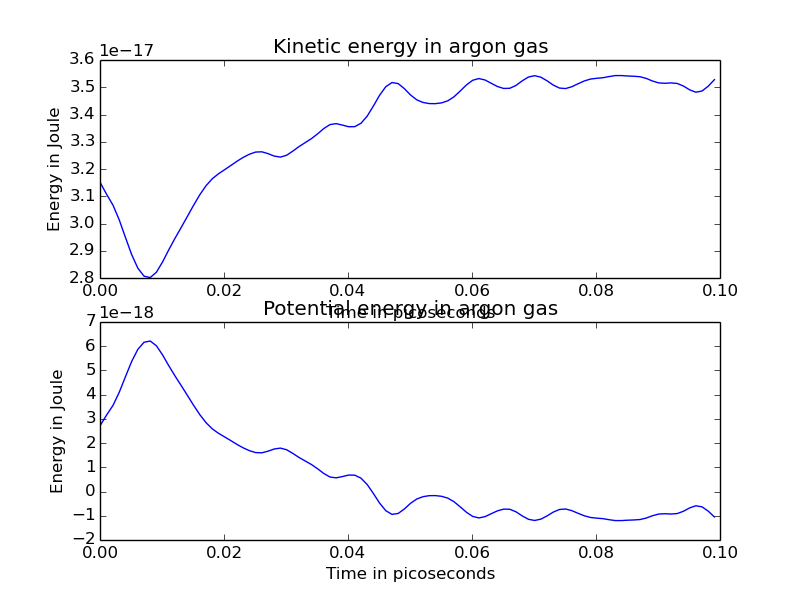 Kinetic energy in argon gas
1e−17
3.6
3.5
3.4
3.3
3.2
3.1
3.0
2.9
2.8
Energy in Joule
0.00 0.02 0.04 0.06 0.08 0.10
Time in picoseconds
Potential energy in argon gas
1e−18
7
6
5
4
3
2
1
0
−1
−2
Energy in Joule
0.00 0.02 0.04 0.06 0.08 0.10
Time in picoseconds